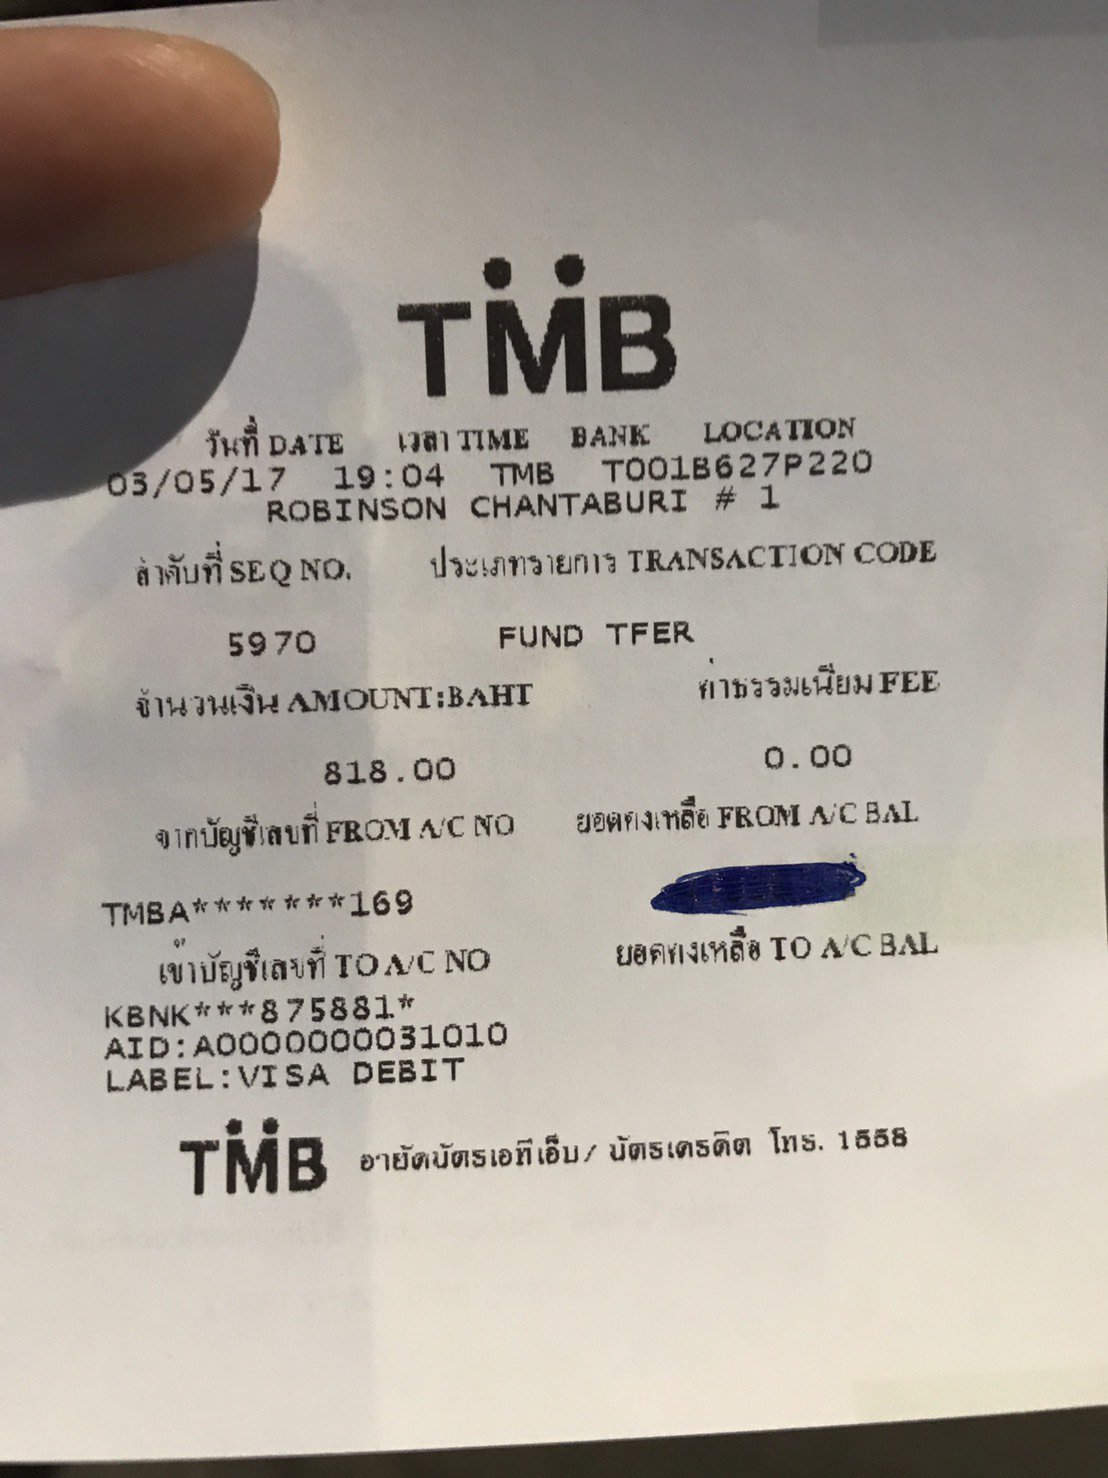 TMB
วันที่ DATE เวลา TIME BANK LOCATION
03/05/17 19:04 TMB T001B627P220
ROBINSON CHANTABURI # 1
ลำดับที่ SEQ NO. ประเภทรายการ TRANSACTION CODE
5970 FUND TFER
จำนวนเงิน AMOUNT:BAHT ค่าธรรมเนียม FEE
818.00 0.00
จากบัญชีเลขที่ FROM A/C NO ยอดคงเหลือ FROM A/C BAL
TMBA*******169
เข้าบัญชีเลขที่ TO A/C NO ยอดคงเหลือ TO A/C BAL
KBNK***875881*
AID:A0000000031010
LABEL:VISA DEBIT
TMB อายัดบัตรเอทีเอ็ม/ บัตรเครดิต โทร. 1558